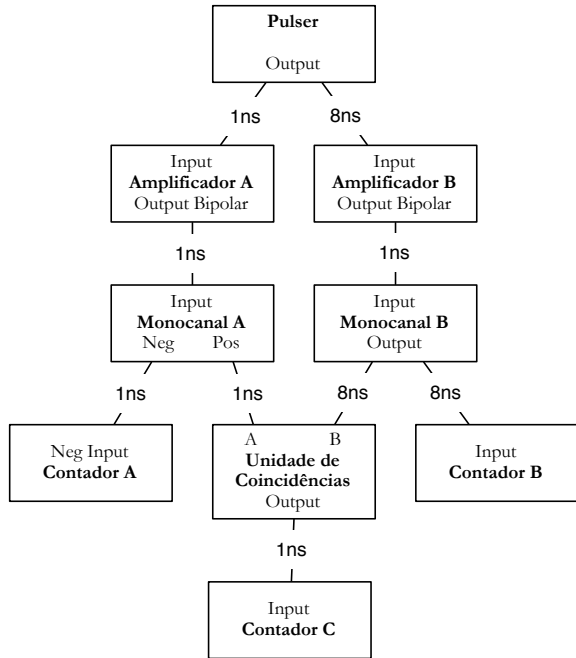 Pulser
Output
1ns
8ns
Input
Amplificador A
Output Bipolar
Input
Amplificador B
Output Bipolar
1ns
1ns
Input
Monocanal A
Neg Pos
Input
Monocanal B
Output
1ns
1ns
8ns
8ns
Neg Input
Contador A
A B
Unidade de
Coincidências
Output
Input
Contador B
1ns
Input
Contador C